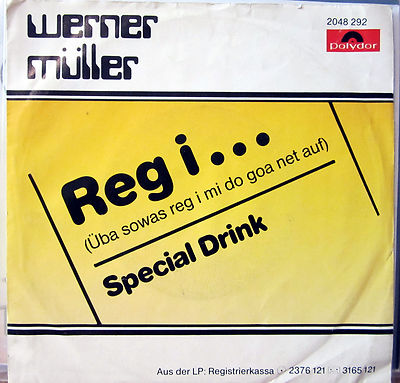 werner
müller
2048 292
Polydor
Reg i...
(Üba sowas reg i mi do goa net auf)
Special Drink
Aus der LP: Registrierkassa 2376 121 3165 121